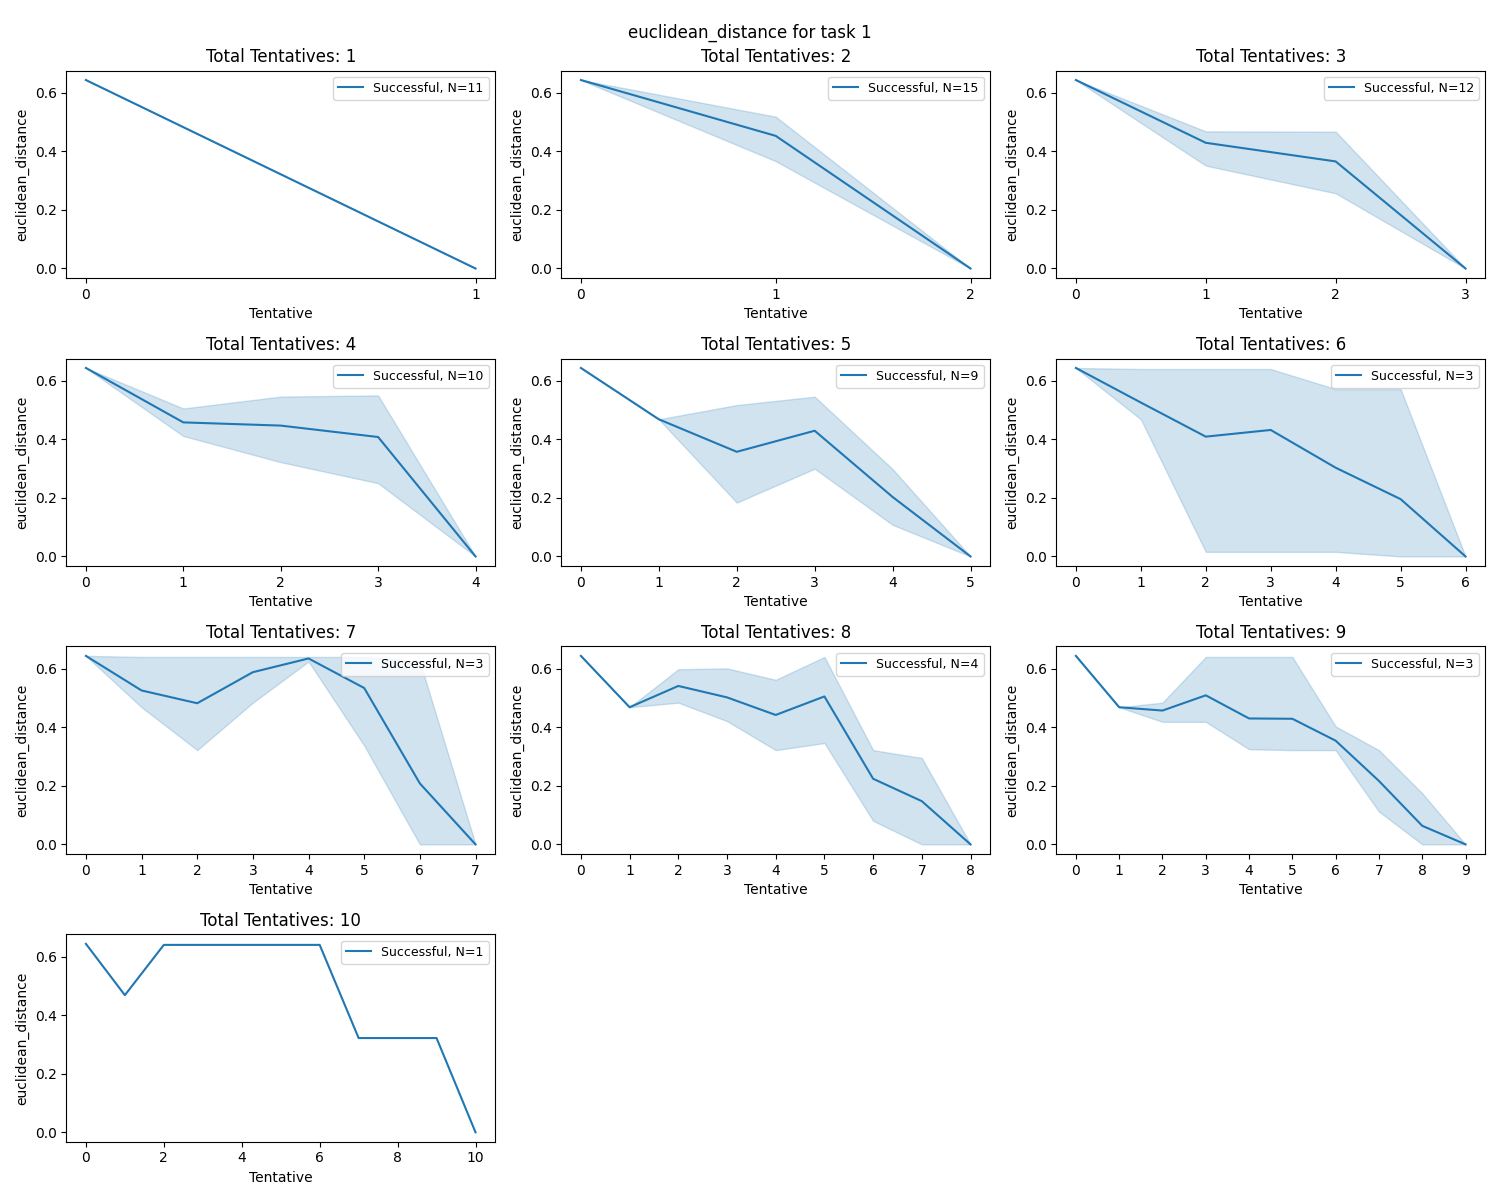 euclidean_distance for task 1
Total Tentatives: 1
Successful, N=11
euclidean_distance
0.6
0.4
0.2
0.0
0 1
Tentative
Total Tentatives: 2
Successful, N=15
euclidean_distance
0.6
0.4
0.2
0.0
0 1 2
Tentative
Total Tentatives: 3
Successful, N=12
euclidean_distance
0.6
0.4
0.2
0.0
0 1 2 3
Tentative
Total Tentatives: 4
Successful, N=10
euclidean_distance
0.6
0.4
0.2
0.0
0 1 2 3 4
Tentative
Total Tentatives: 5
Successful, N=9
euclidean_distance
0.6
0.4
0.2
0.0
0 1 2 3 4 5
Tentative
Total Tentatives: 6
Successful, N=3
euclidean_distance
0.6
0.4
0.2
0.0
0 1 2 3 4 5 6
Tentative
Total Tentatives: 7
Successful, N=3
euclidean_distance
0.6
0.4
0.2
0.0
0 1 2 3 4 5 6 7
Tentative
Total Tentatives: 8
Successful, N=4
euclidean_distance
0.6
0.4
0.2
0.0
0 1 2 3 4 5 6 7 8
Tentative
Total Tentatives: 9
Successful, N=3
euclidean_distance
0.6
0.4
0.2
0.0
0 1 2 3 4 5 6 7 8 9
Tentative
Total Tentatives: 10
Successful, N=1
euclidean_distance
0.6
0.4
0.2
0.0
0 2 4 6 8 10
Tentative